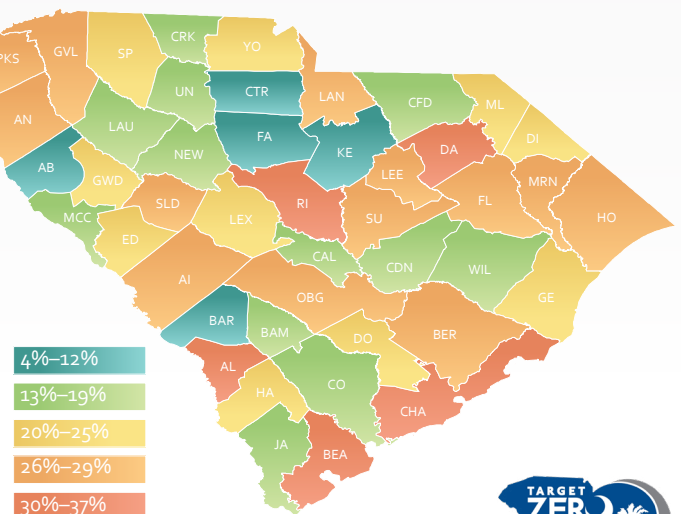 CRK
YO
PKS
GVL
SP
UN
CTR
LAN
CFD
ML
AN
LAU
FA
KE
DA
DI
NEW
AB
GWD
LEE
MRN
SLD
RI
SU
FL
HO
MCC
LEX
ED
CAL
CDN
WIL
AI
OBG
GE
BAR
BAM
DO
BER
AL
HA
CO
CHA
JA
BEA
4%–12%
13%–19%
20%–25%
26%–29%
30%–37%
TARGET
ZER